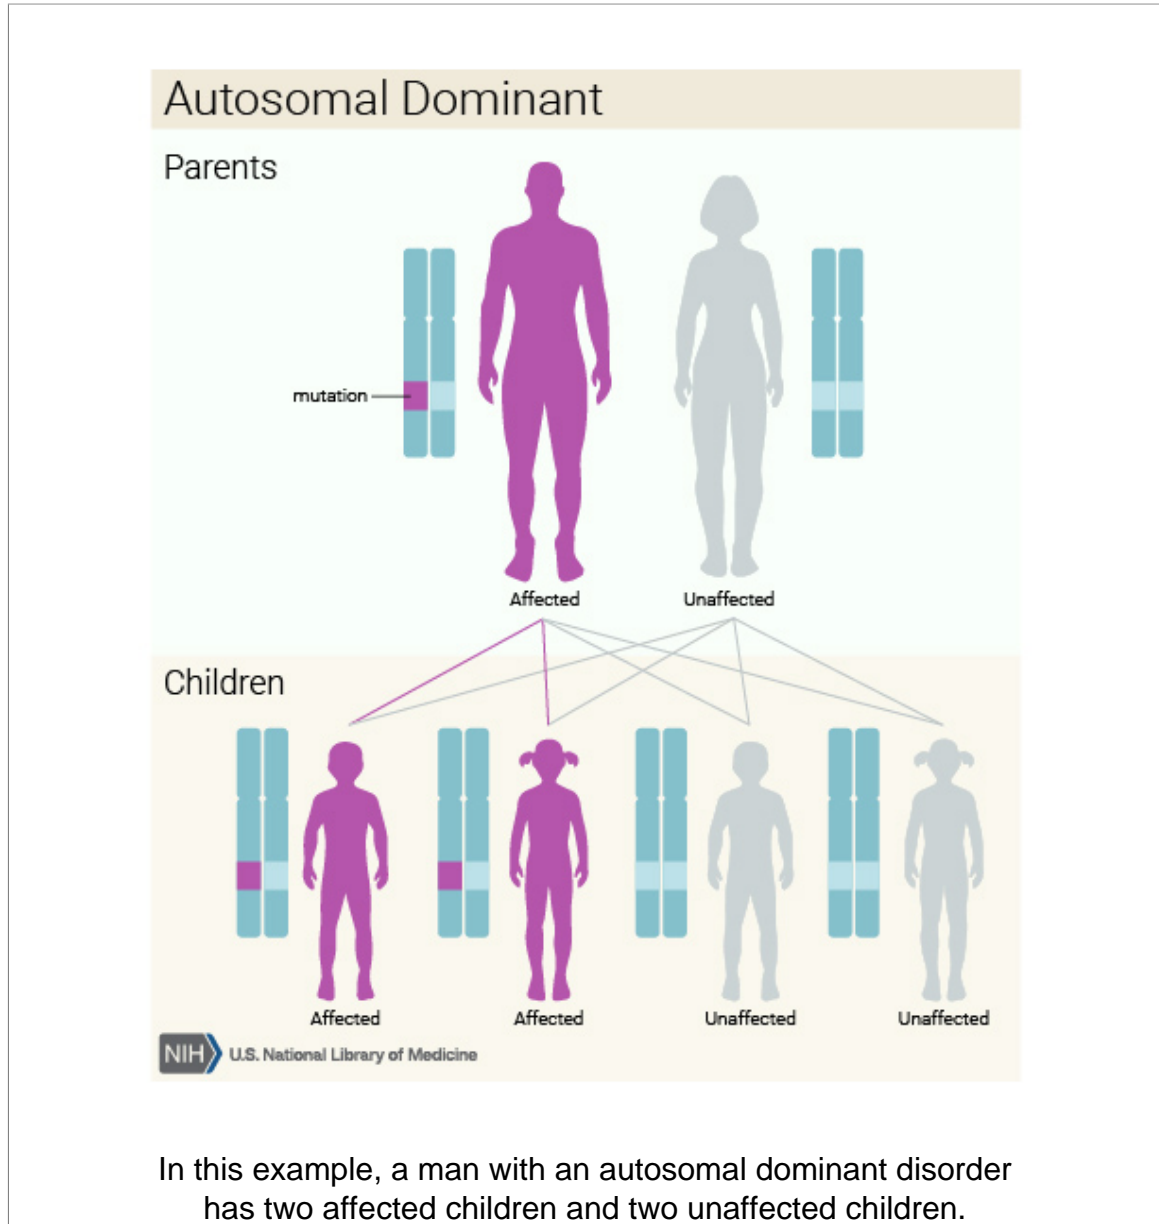 Autosomal Dominant
Parents
mutation
Affected
Unaffected
Children
Affected
Affected
Unaffected
Unaffected
NIH U.S. National Library of Medicine
In this example, a man with an autosomal dominant disorder
has two affected children and two unaffected children.